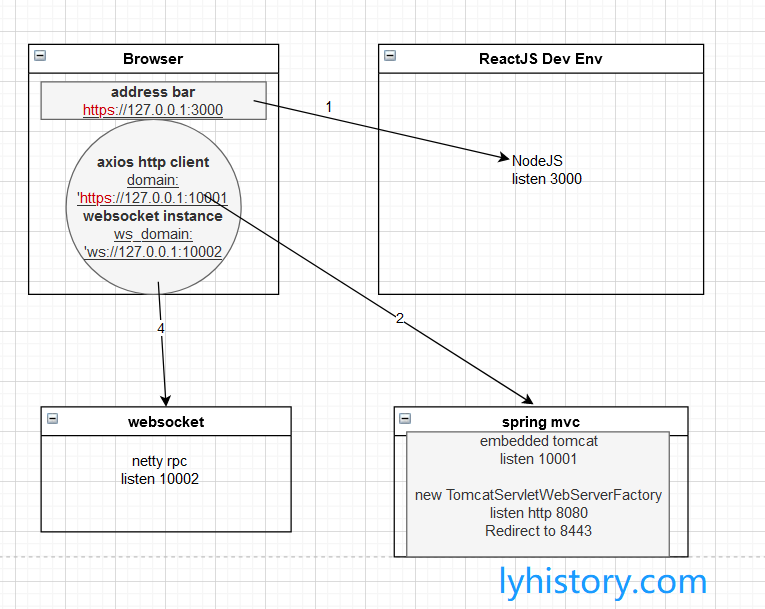 Browser
address bar
https://127.0.0.1:3000
axios http client
domain:
'https://127.0.0.1:10001
websocket instance
ws_domain:
'ws://127.0.0.1:10002
ReactJS Dev Env
1
NodeJS
listen 3000
2
4
websocket
netty rpc
listen 10002
spring mvc
embedded tomcat
listen 10001
new TomcatServletWebServerFactory
listen http 8080
Redirect to 8443
lyhistory.com